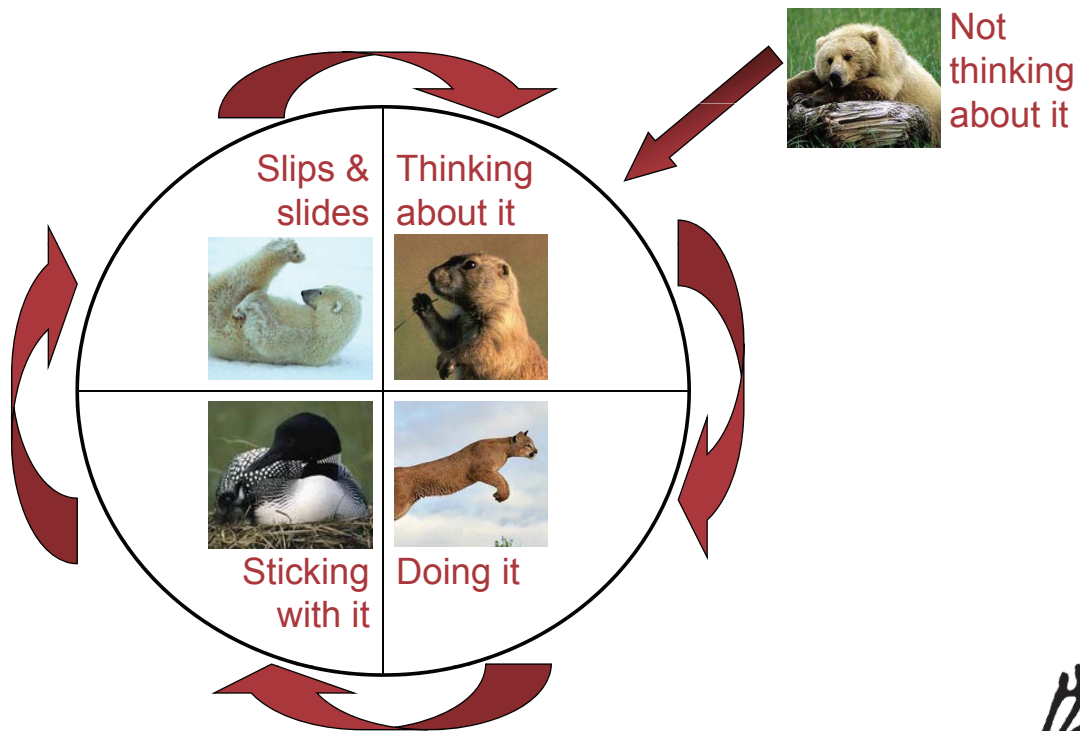 Not
thinking
about it
Slips &
slides
Thinking
about it
Sticking
with it
Doing it